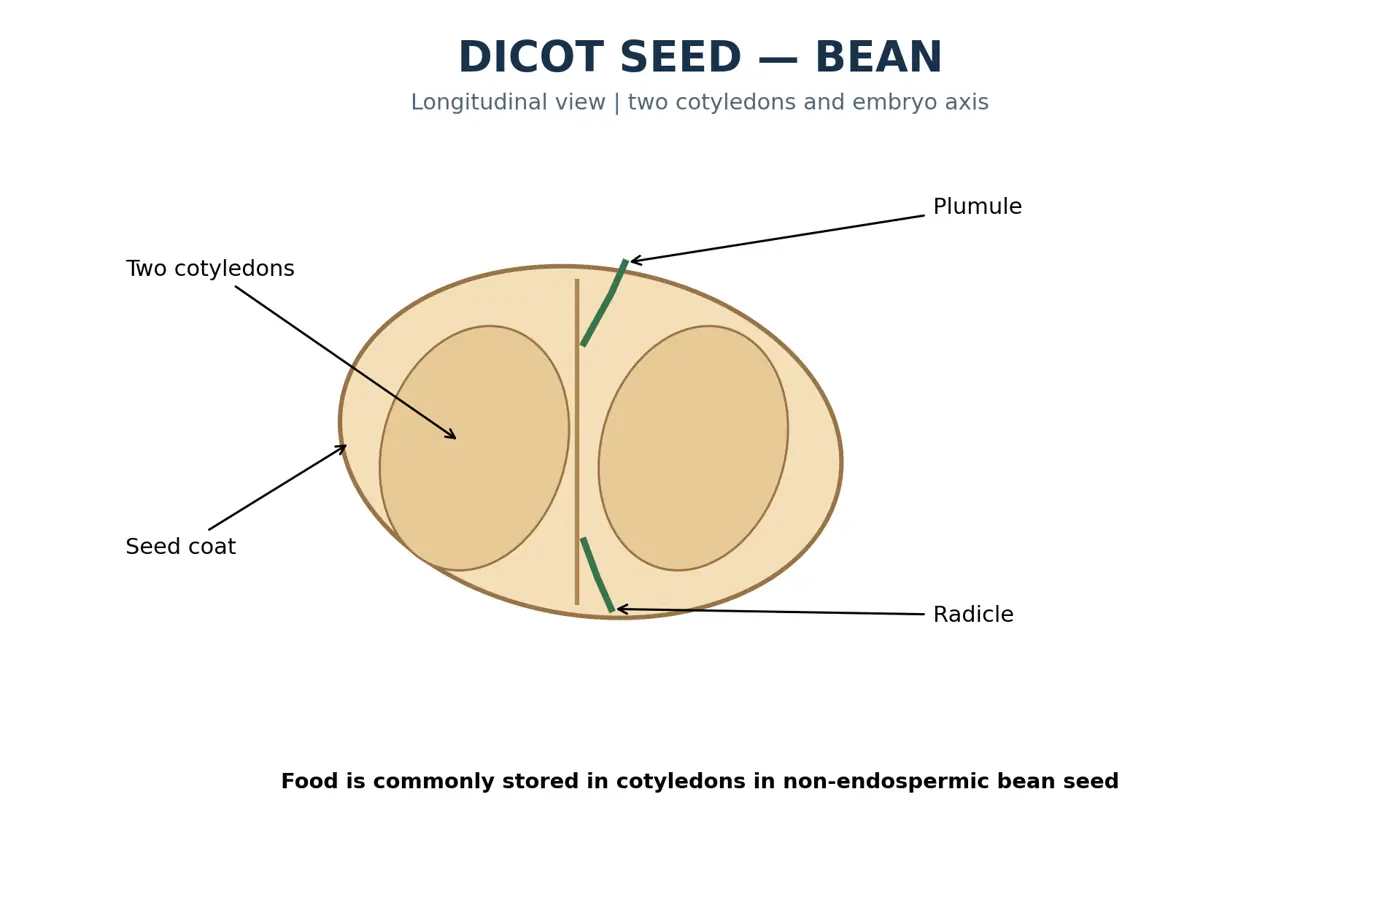 DICOT SEED — BEAN
Longitudinal view | two cotyledons and embryo axis
Plumule
Two cotyledons
Seed coat
Radicle
Food is commonly stored in cotyledons in non-endospermic bean seed